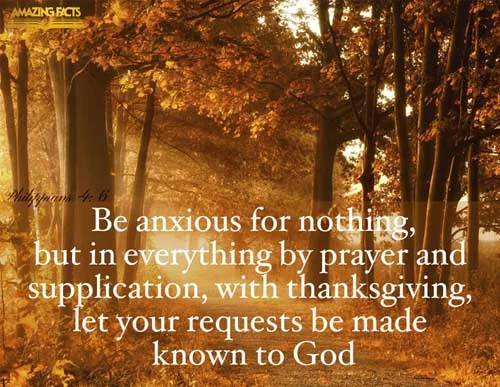 AMAZING FACTS
Philippians 4:6
Be anxious for nothing,
but in everything by prayer and
supplication, with thanksgiving,
let your requests be made
known to God